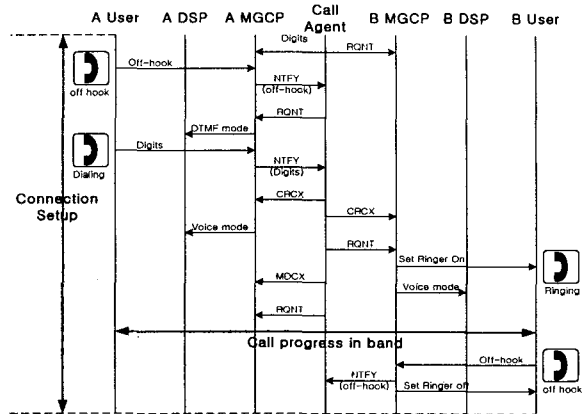 A User A DSP A MGCP Call Agent B MGCP B DSP B User
Digits
RQNT
Off-hook
off hook
NTFY
(off-hook)
RQNT
DTMF mode
Digits
Dialing
NTFY
(Digits)
Connection
Setup
CRCX
CRCX
Voice mode
RQNT
Set Ringer On
MDCX
Voice mode
Ringing
RQNT
Call progress in band
Off-hook
NTFY
(off-hook)
Set Ringer off
off hook